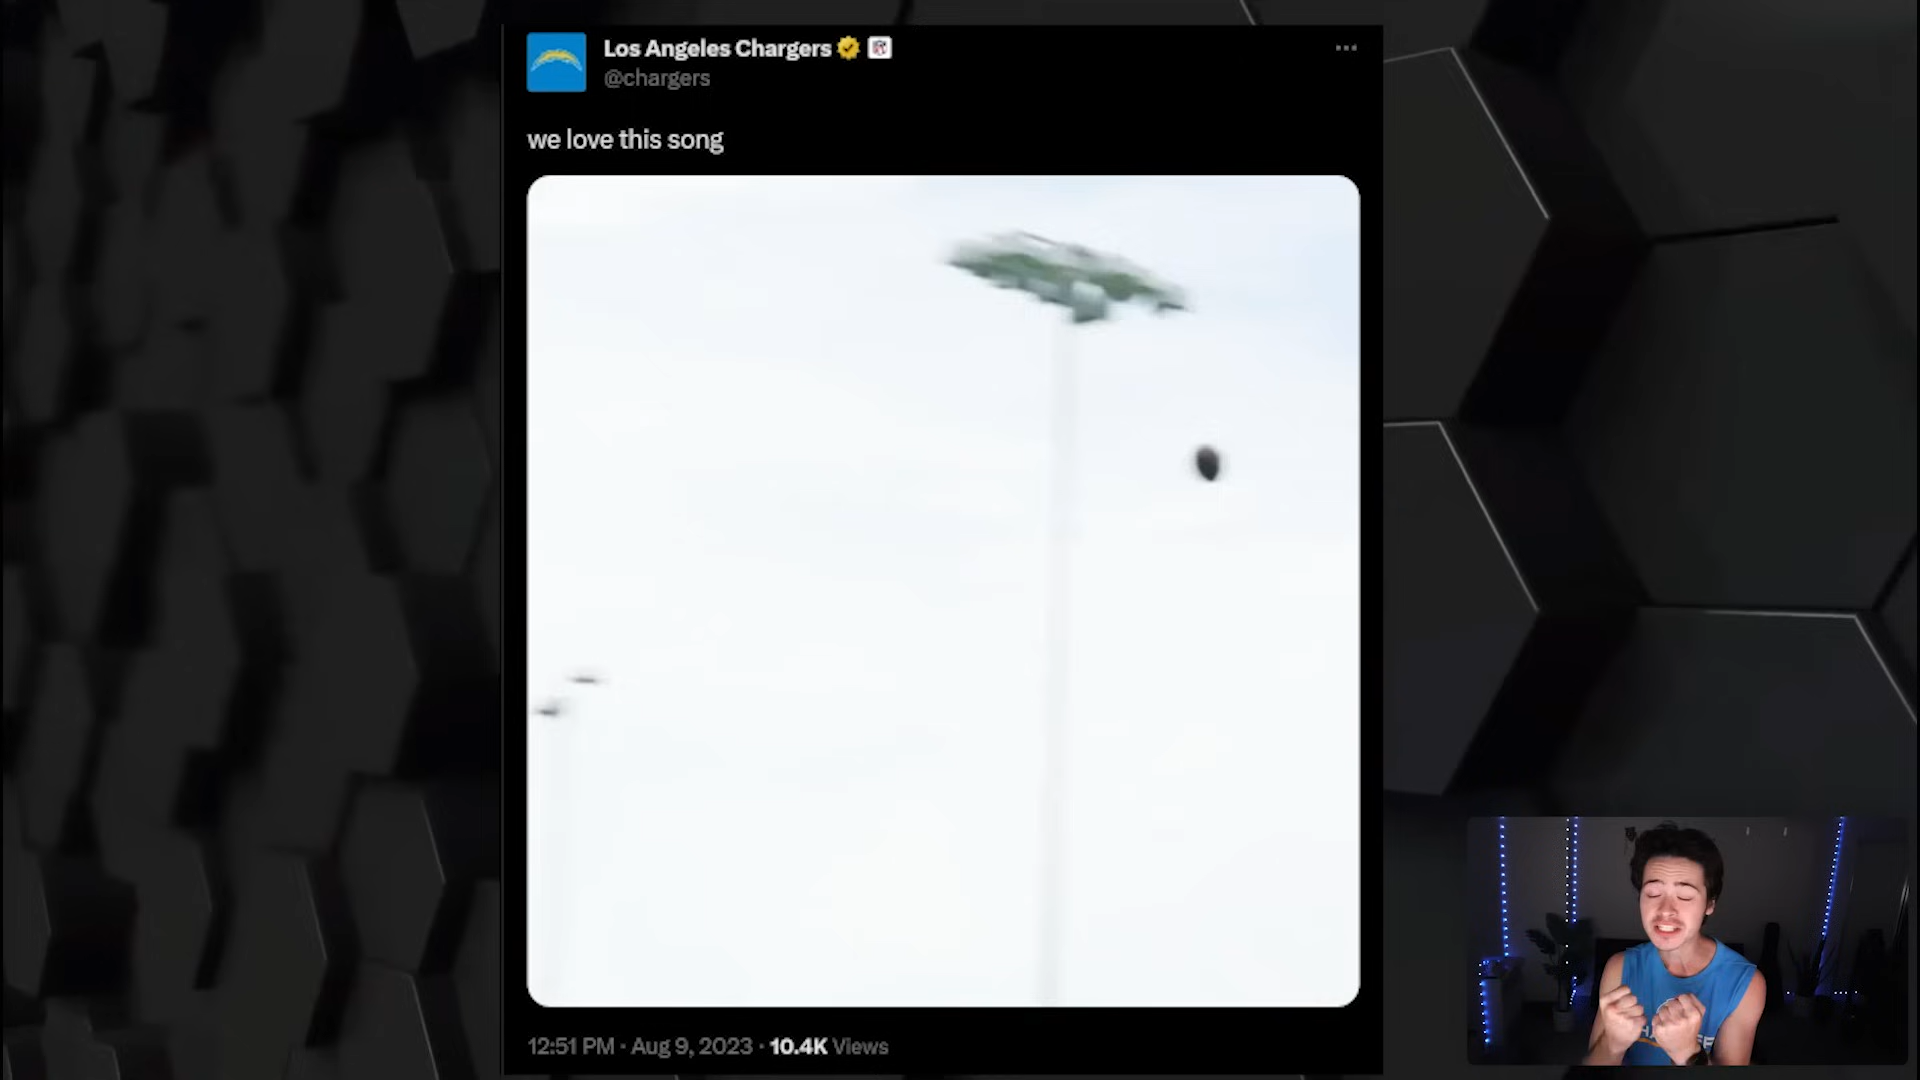 Los Angeles Chargers
@chargers
we love this song
12:51 PM · Aug 9, 2023 · 10.4K Views